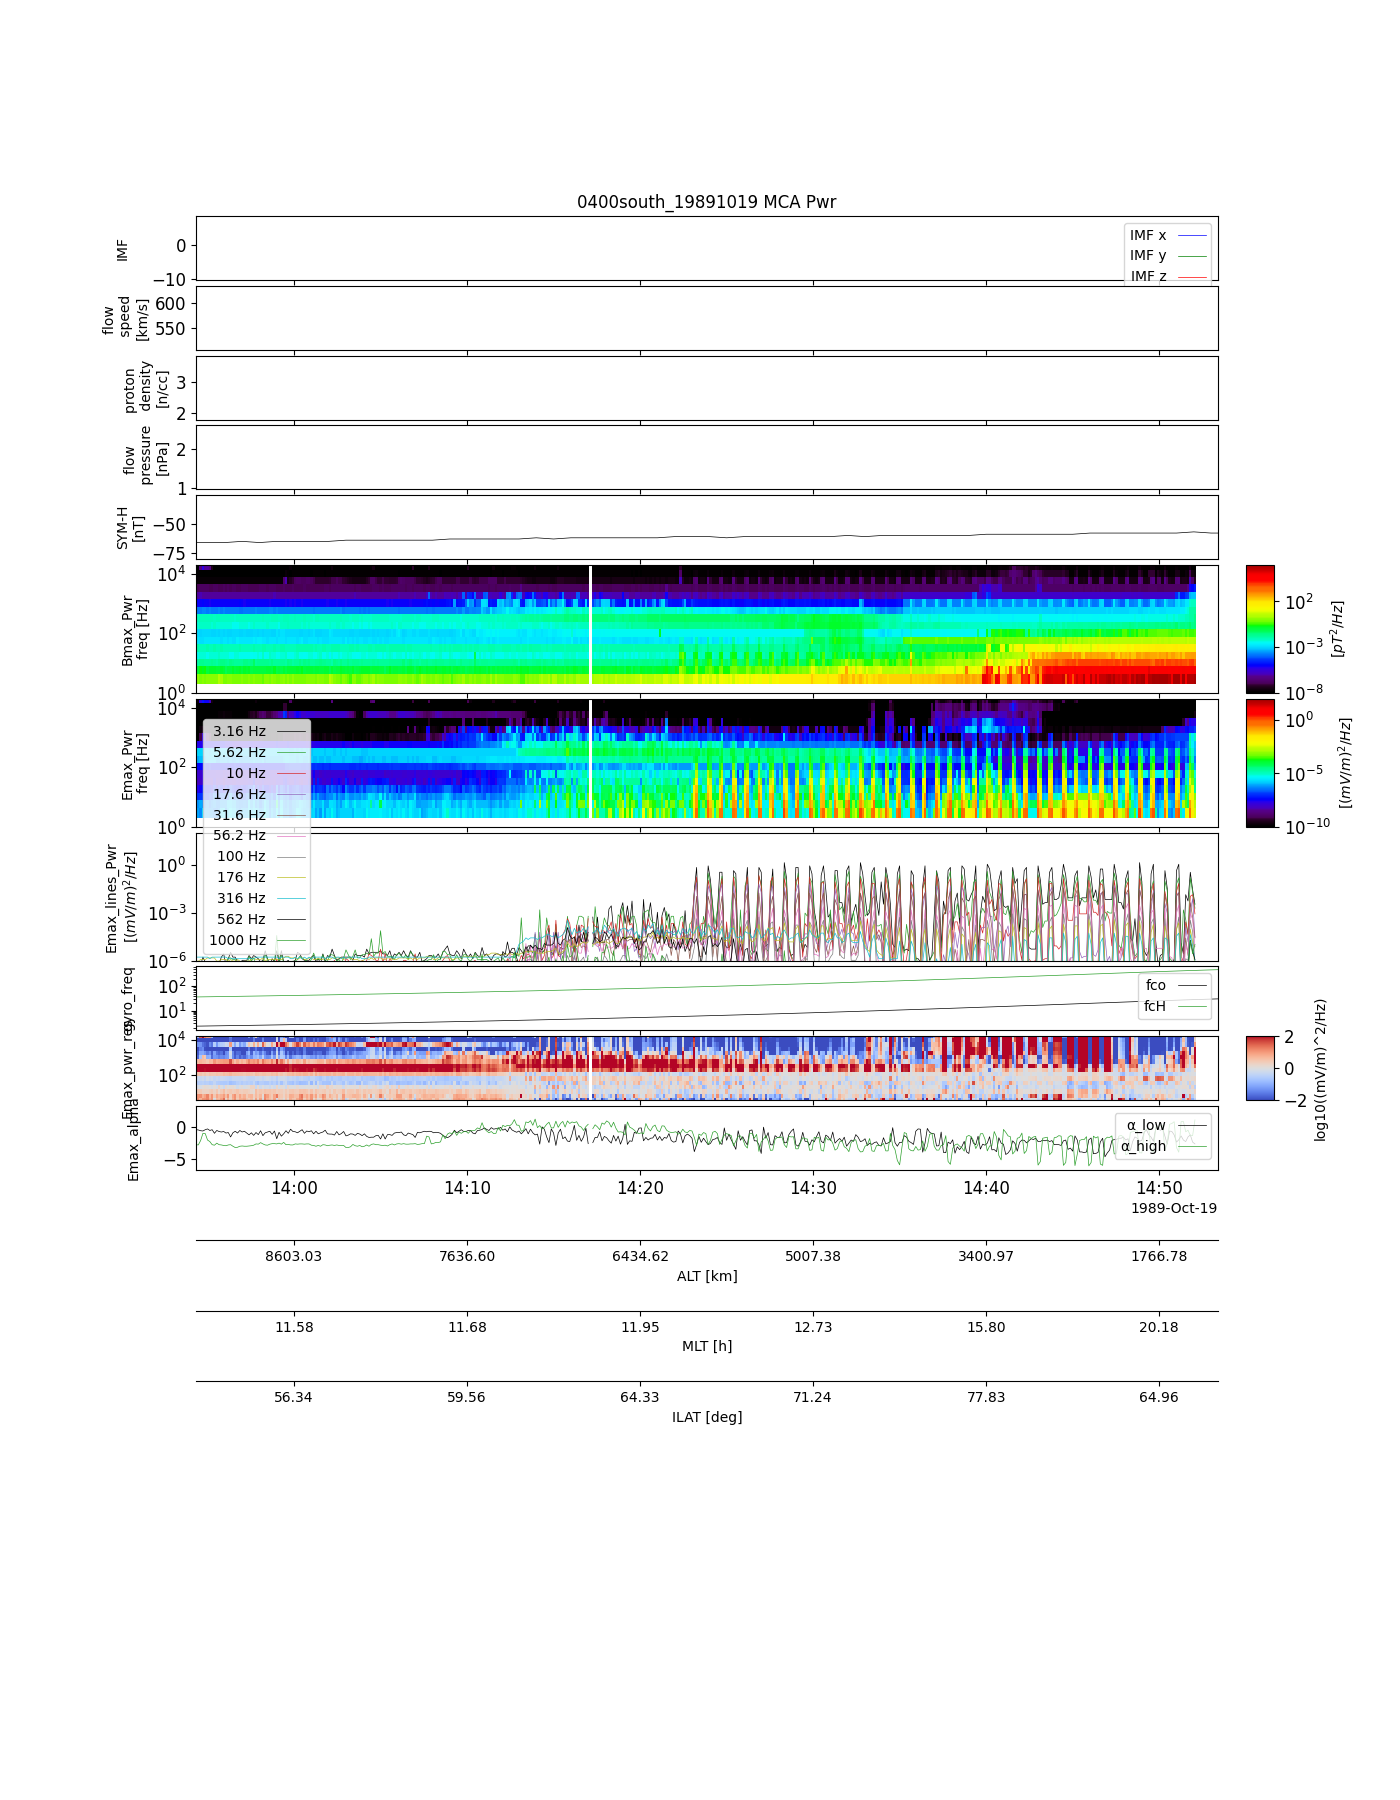 0400south_19891019 MCA Pwr
IMF
0
−10
IMF x
IMF y
IMF z
flow
speed
[km/s]
600
550
proton
density
[n/cc]
3
2
flow
pressure
[nPa]
2
1
SYM-H
[nT]
−50
−75
Bmax_Pwr
freq [Hz]
10^4
10^2
10^0
10^2
10^−3
10^−8
[pT^2/Hz]
Emax_Pwr
freq [Hz]
10^4
10^2
10^0
10^0
10^−5
10^−10
[(mV/m)^2/Hz]
3.16 Hz
5.62 Hz
10 Hz
17.6 Hz
31.6 Hz
56.2 Hz
100 Hz
176 Hz
316 Hz
562 Hz
1000 Hz
Emax_lines_Pwr
[(mV/m)^2/Hz]
10^0
10^−3
10^−6
gyro_freq
10^2
10^1
fco
fcH
Emax_pwr_reg
10^4
10^2
2
0
−2
log10((mV/m)^2/Hz)
Emax_alpha
0
−5
α_low
α_high
14:00 14:10 14:20 14:30 14:40 14:50
1989-Oct-19
8603.03 7636.60 6434.62 5007.38 3400.97 1766.78
ALT [km]
11.58 11.68 11.95 12.73 15.80 20.18
MLT [h]
56.34 59.56 64.33 71.24 77.83 64.96
ILAT [deg]